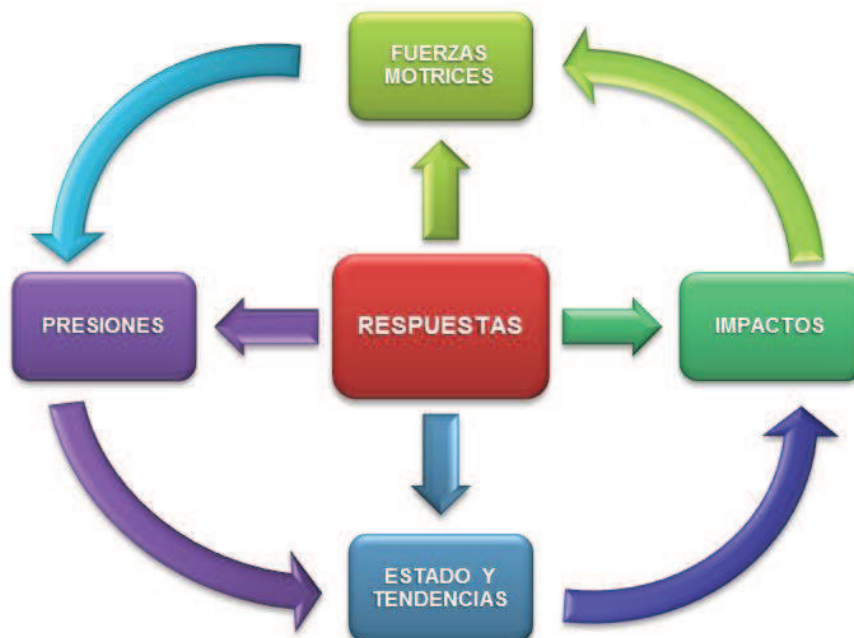 FUERZAS
MOTRICES
PRESIONES
RESPUESTAS
IMPACTOS
ESTADO Y
TENDENCIAS